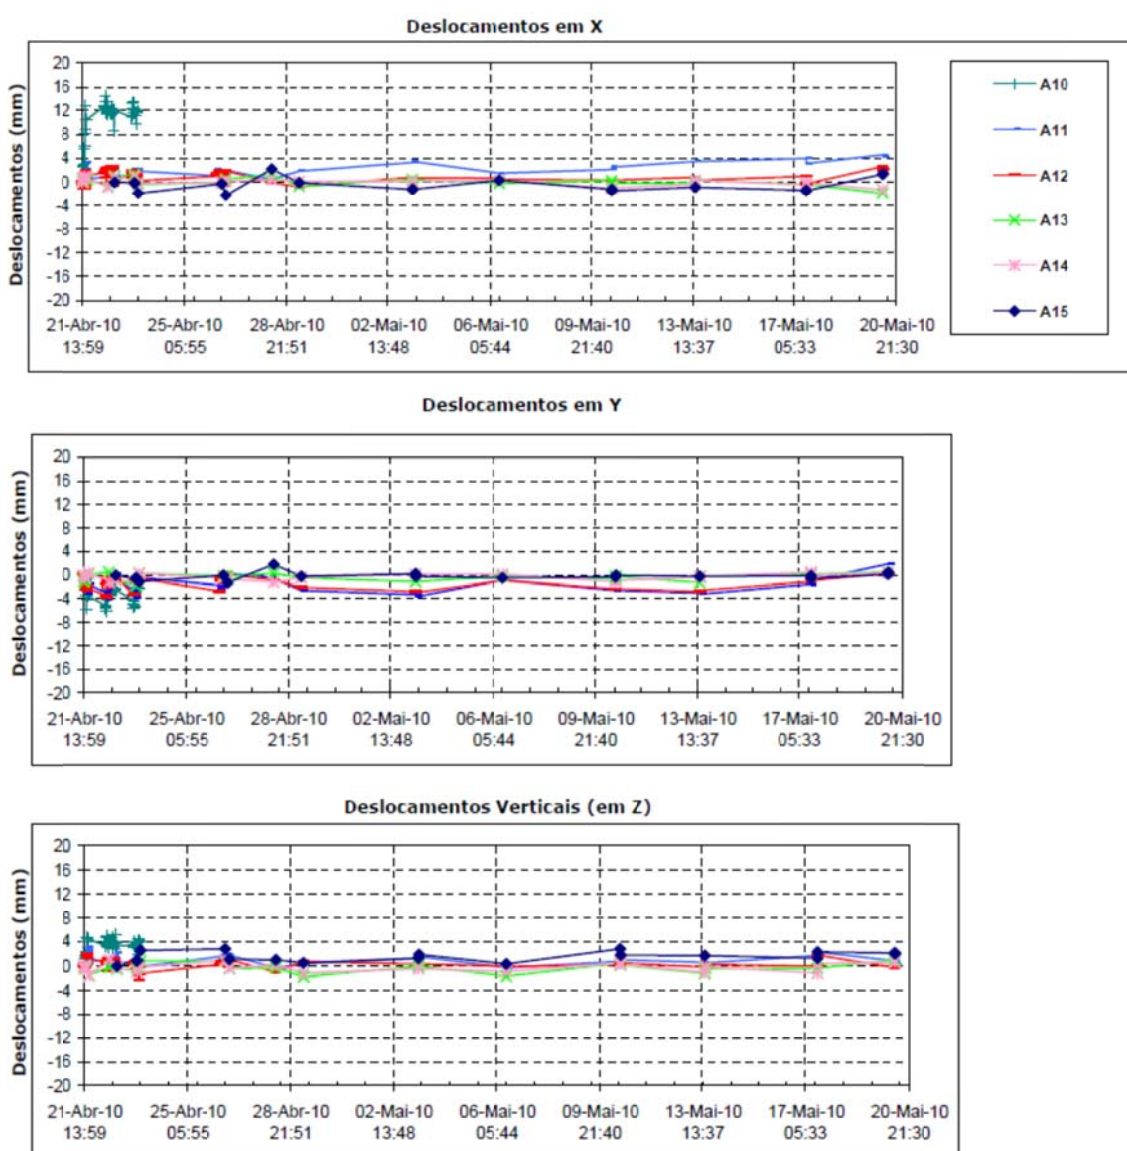 Deslocamentos em X
Deslocamentos (mm)
20
16
12
8
4
0
-4
-8
-12
-16
-20
21-Abr-10 25-Abr-10 28-Abr-10 02-Mai-10 06-Mai-10 09-Mai-10 13-Mai-10 17-Mai-10 20-Mai-10
13:59 05:55 21:51 13:48 05:44 21:40 13:37 05:33 21:30
A10
A11
A12
A13
A14
A15
Deslocamentos em Y
Deslocamentos (mm)
20
16
12
8
4
0
-4
-8
-12
-16
-20
21-Abr-10 25-Abr-10 28-Abr-10 02-Mai-10 06-Mai-10 09-Mai-10 13-Mai-10 17-Mai-10 20-Mai-10
13:59 05:55 21:51 13:48 05:44 21:40 13:37 05:33 21:30
Deslocamentos Verticais (em Z)
Deslocamentos (mm)
20
16
12
8
4
0
-4
-8
-12
-16
-20
21-Abr-10 25-Abr-10 28-Abr-10 02-Mai-10 06-Mai-10 09-Mai-10 13-Mai-10 17-Mai-10 20-Mai-10
13:59 05:55 21:51 13:48 05:44 21:40 13:37 05:33 21:30